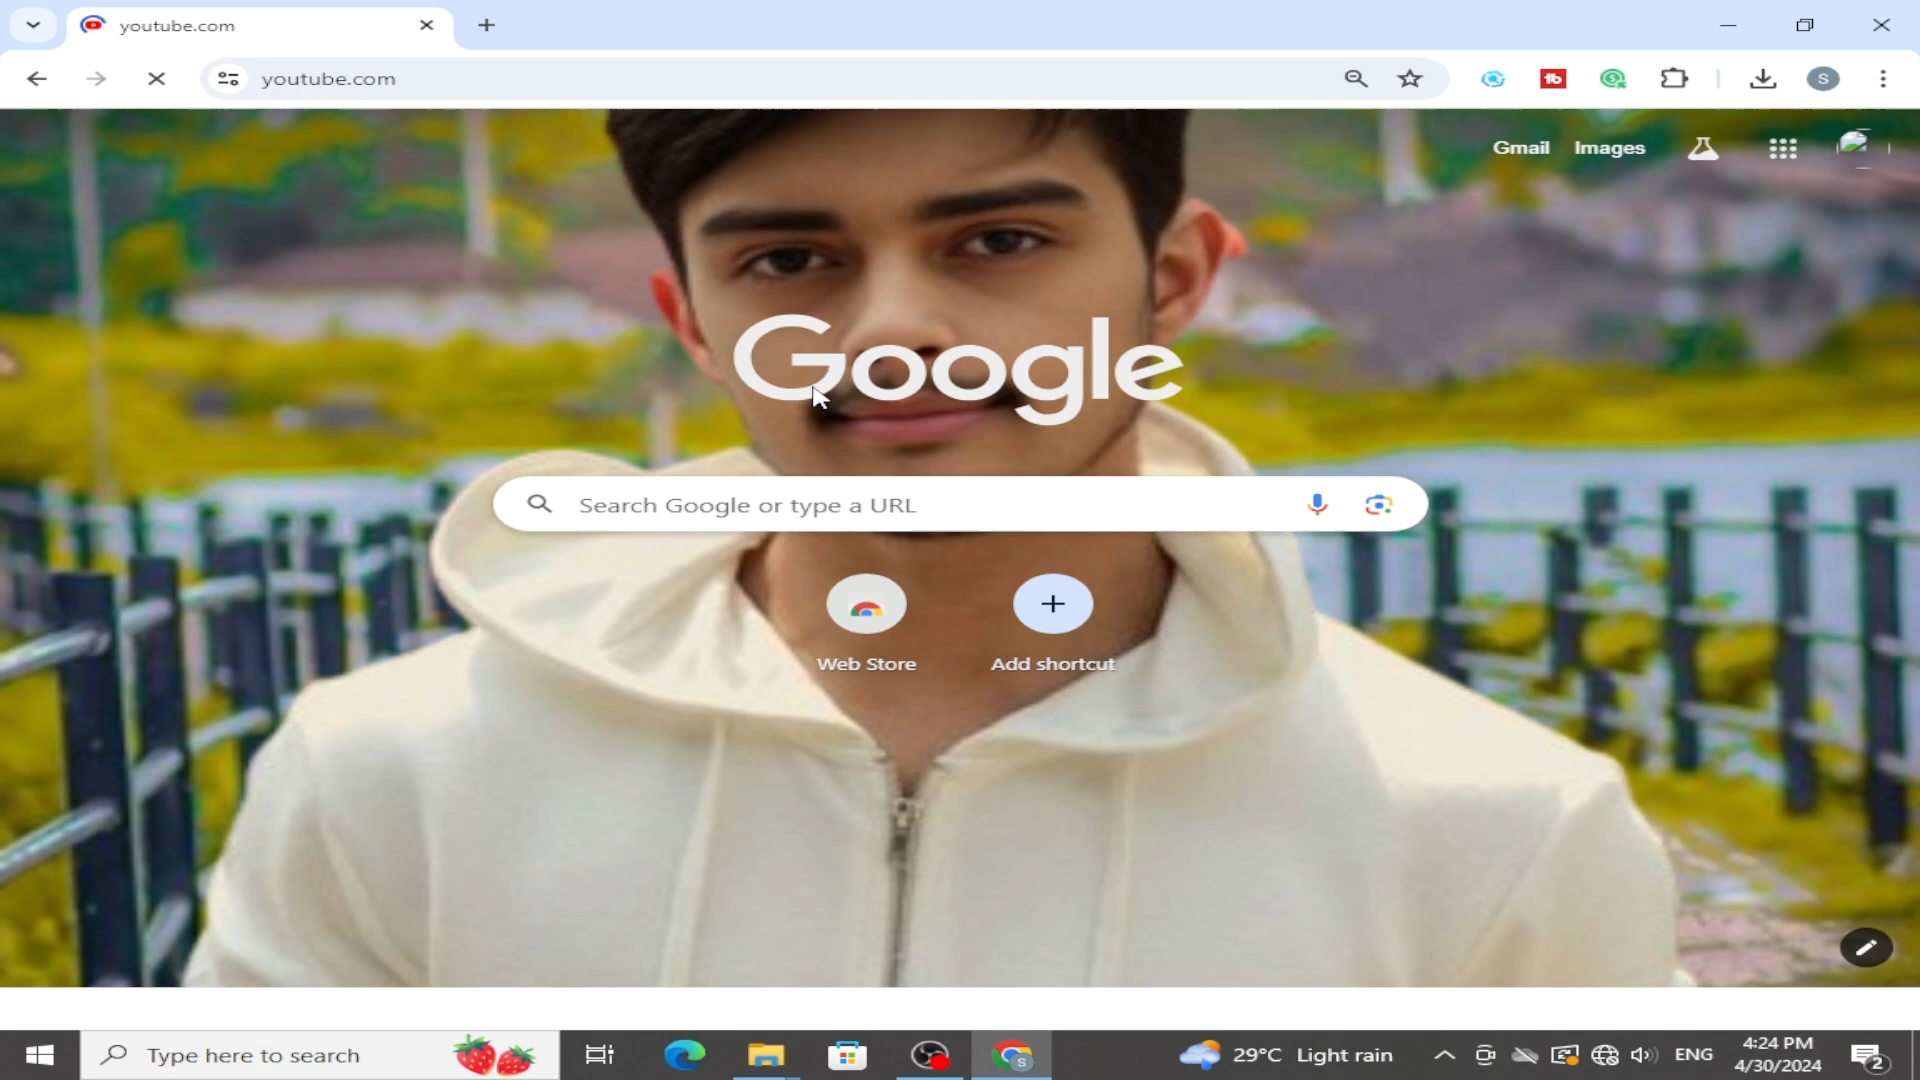 youtube.com
youtube.com
S
Gmail Images
Google
Search Google or type a URL
Web Store Add shortcut
Type here to search
S
29°C Light rain
ENG
4:24 PM
4/30/2024
2